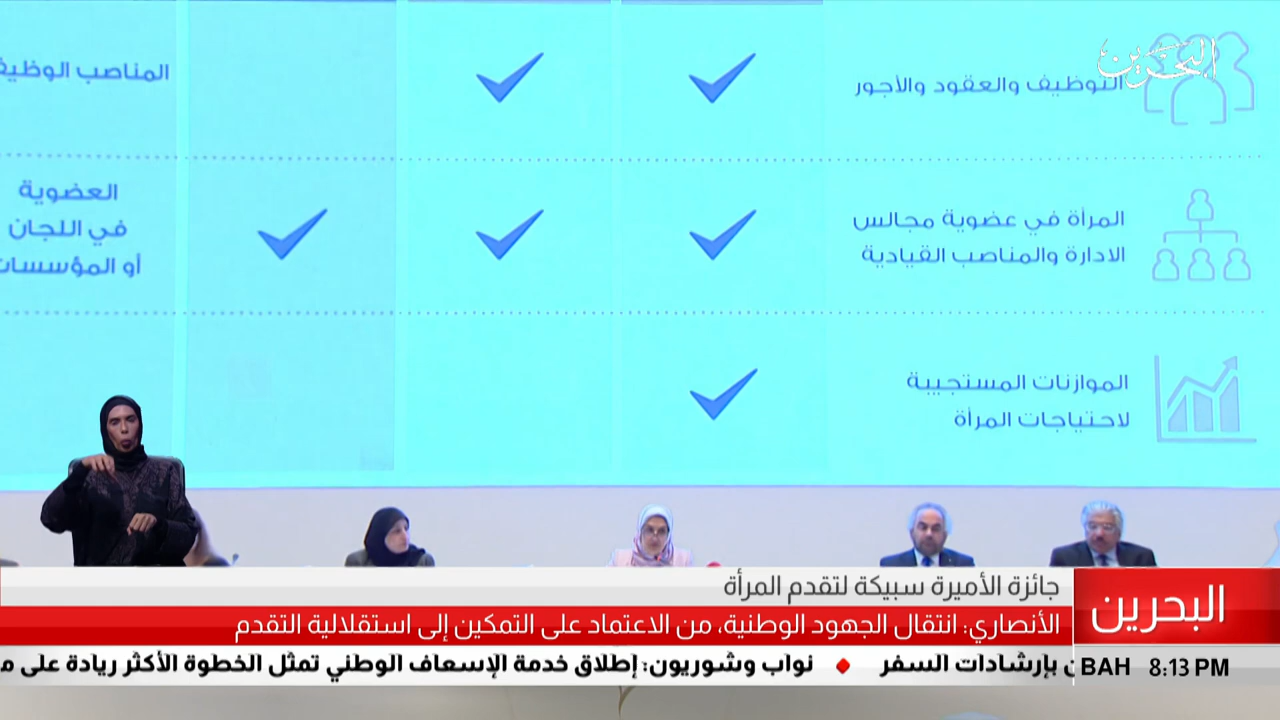 البحرين
التوظيف والعقود والأجور
المناصب
المرأة في عضوية مجالس
الادارة والمناصب القيادية
العضوية
في اللجان
أو المؤسسات
الموازنات المستجيبة
لاحتياجات المرأة
جائزة الأميرة سبيكة لتقدم المرأة
البحرين
الأنصاري: انتقال الجهود الوطنية، من الاعتماد على التمكين إلى استقلالية التقدم
BAH 8:13 PM
بإرشادات السفر
نواب وشوريون: إطلاق خدمة الإسعاف الوطني تمثل الخطوة الأكثر ريادة على